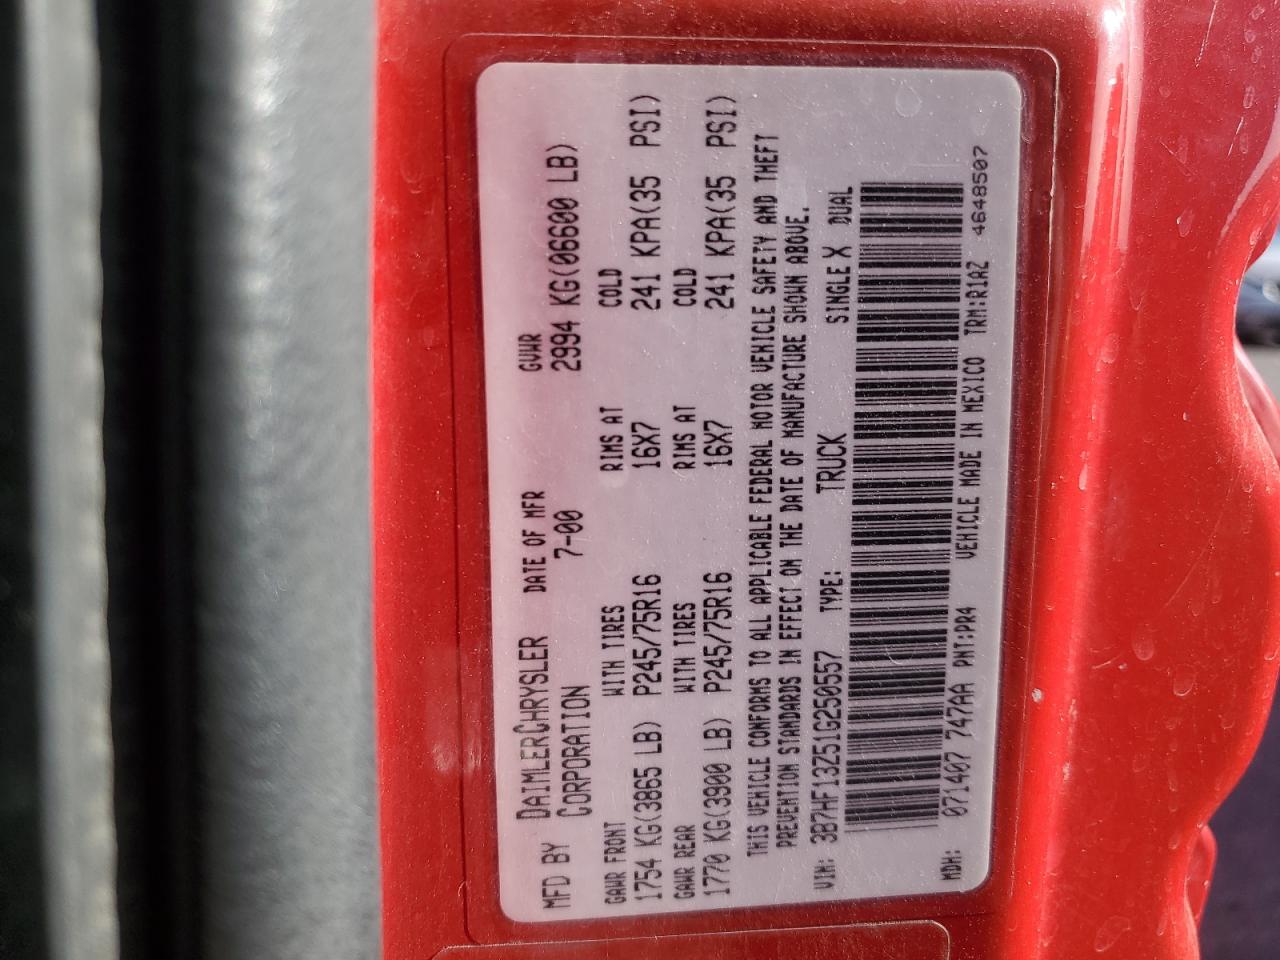 MFD BY DAIMLERCHRYSLER CORPORATION DATE OF MFR 7-00 GVWR 2994 KG(06600 LB)
GAWR FRONT WITH TIRES RIMS AT COLD
1754 KG(3865 LB) P245/75R16 16X7 241 KPA(35 PSI)
GAWR REAR WITH TIRES RIMS AT COLD
1770 KG(3900 LB) P245/75R16 16X7 241 KPA(35 PSI)
THIS VEHICLE CONFORMS TO ALL APPLICABLE FEDERAL MOTOR VEHICLE SAFETY AND THEFT
PREVENTION STANDARDS IN EFFECT ON THE DATE OF MANUFACTURE SHOWN ABOVE.
VIN: 3B7HF13Z51G250557 TYPE: TRUCK SINGLE X DUAL
MDH: 071407 747AA PNT:PR4 VEHICLE MADE IN MEXICO TRM:R1AZ 4648507